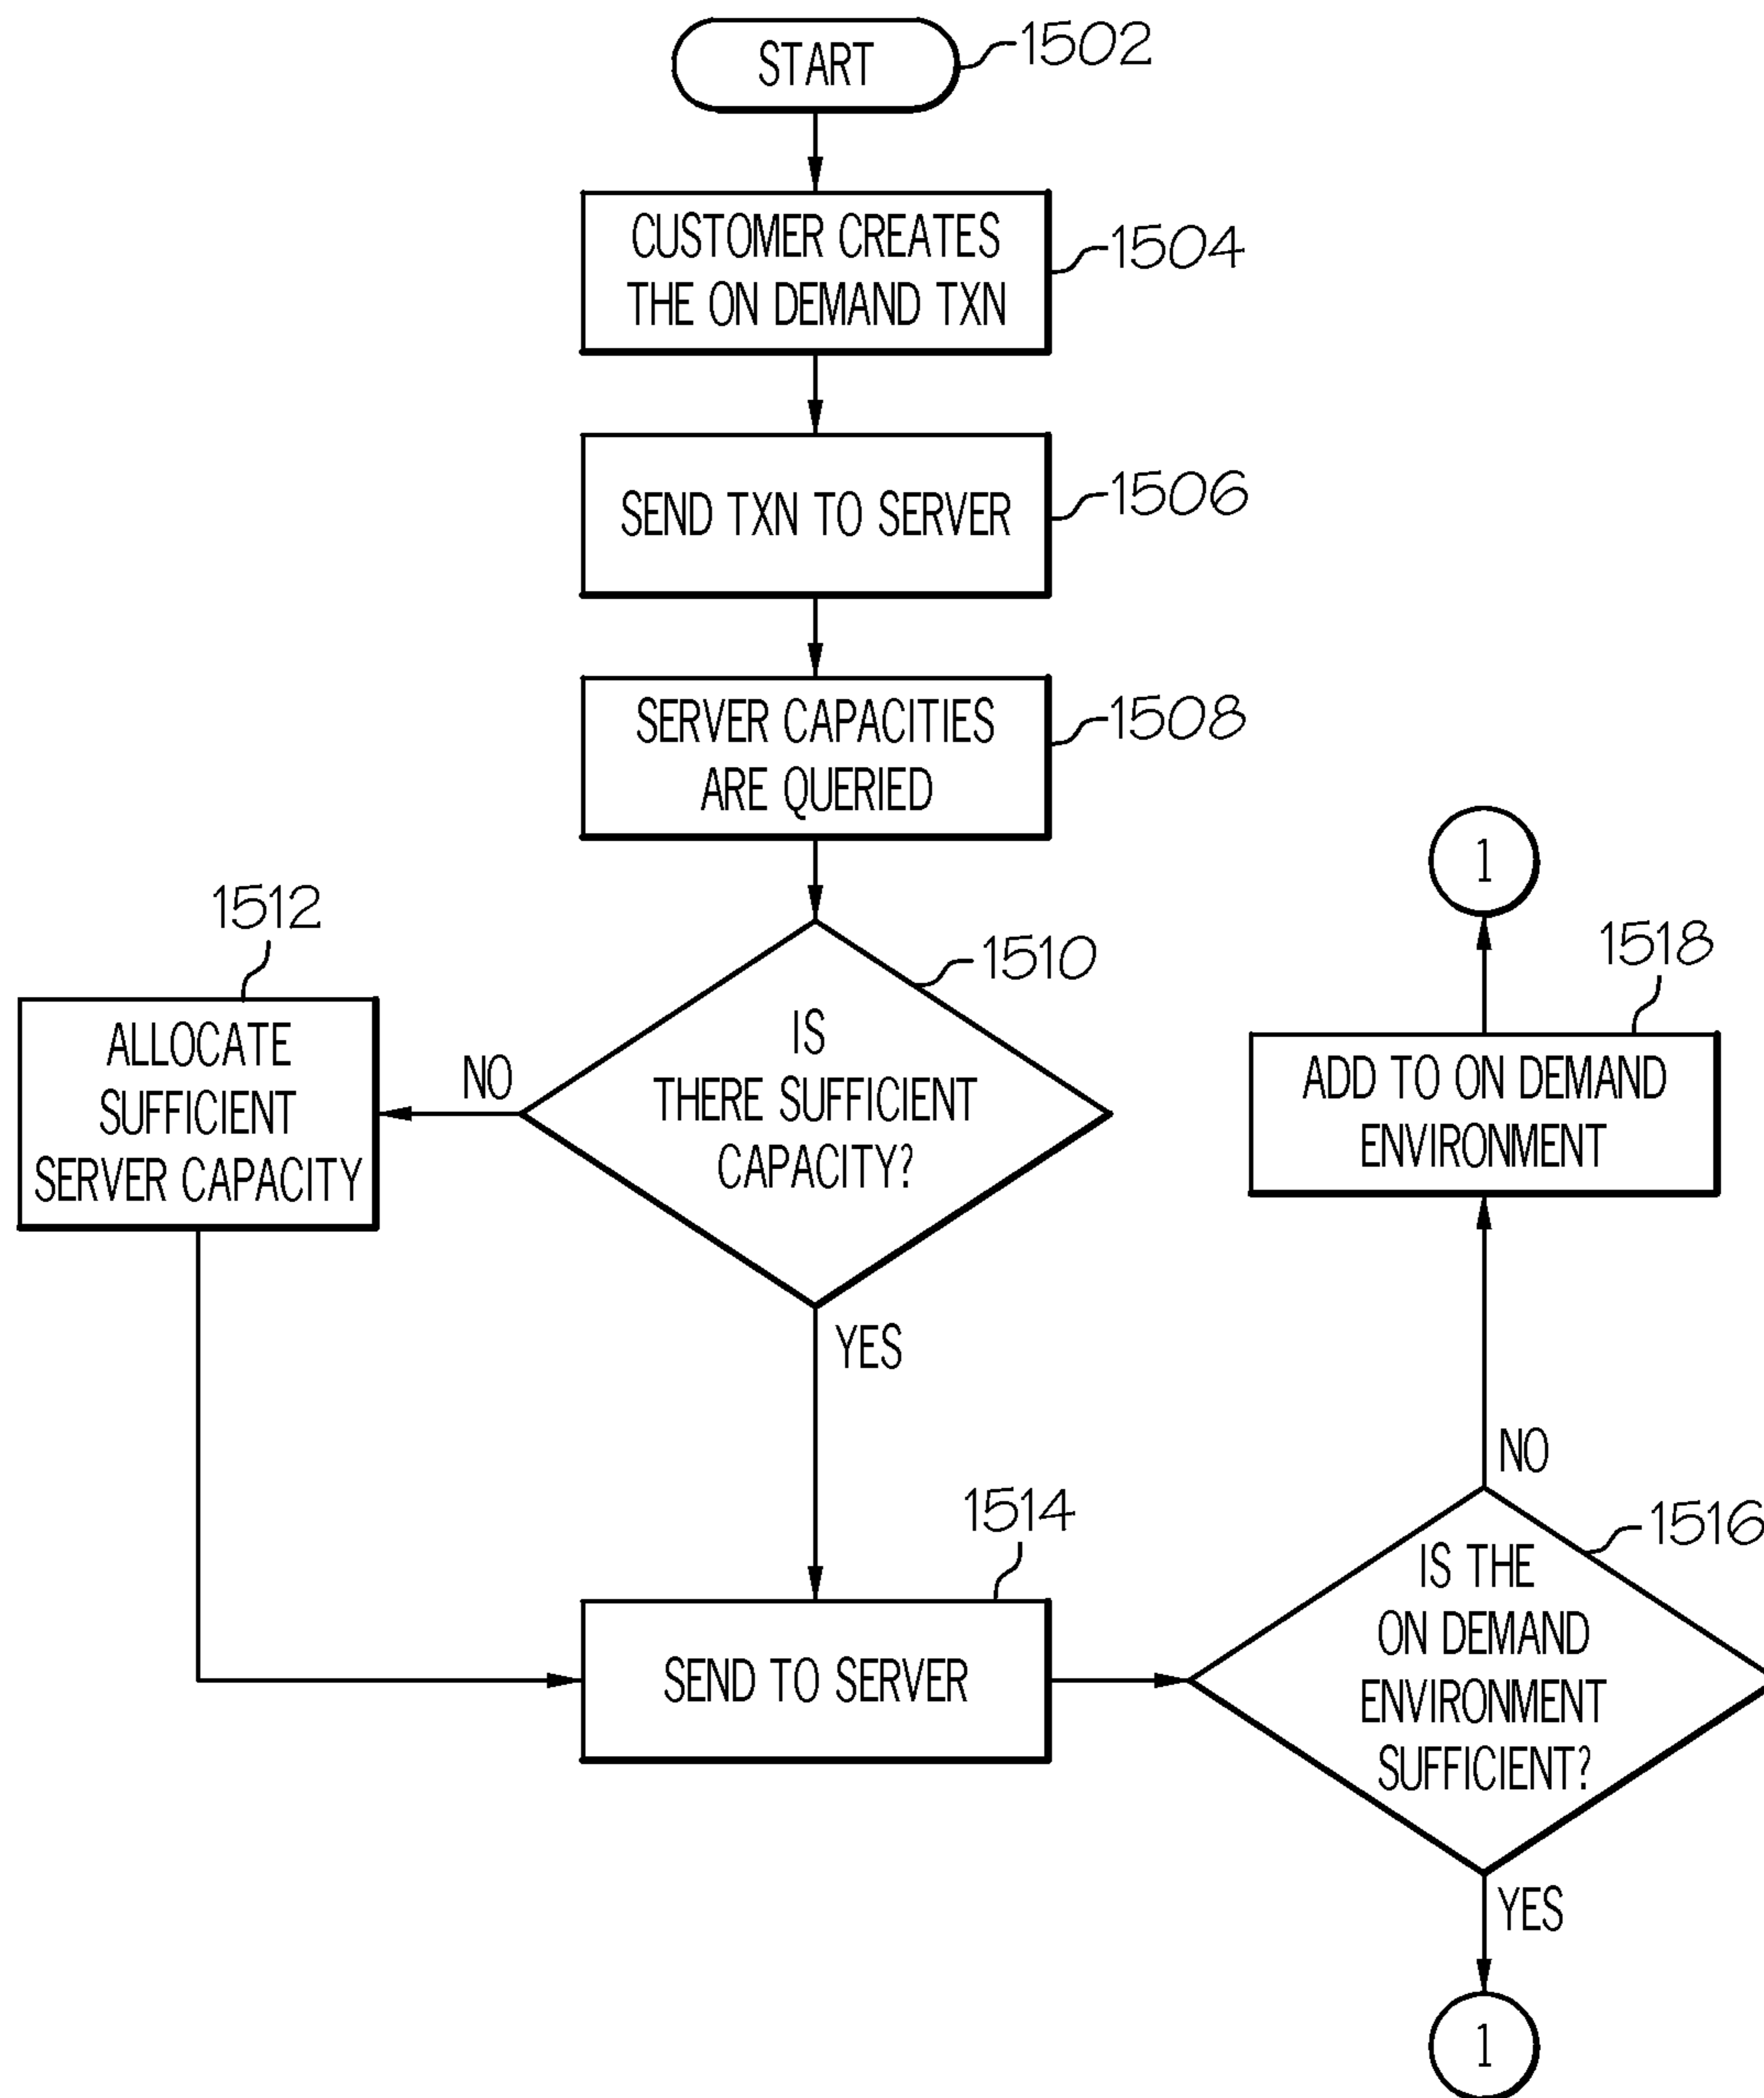 START
1502
CUSTOMER CREATES
THE ON DEMAND TXN
1504
SEND TXN TO SERVER
1506
SERVER CAPACITIES
ARE QUERIED
1508
IS
THERE SUFFICIENT
CAPACITY?
1510
NO
YES
1512
ALLOCATE
SUFFICIENT
SERVER CAPACITY
1514
SEND TO SERVER
1516
IS THE
ON DEMAND
ENVIRONMENT
SUFFICIENT?
NO
1518
ADD TO ON DEMAND
ENVIRONMENT
1
YES
1